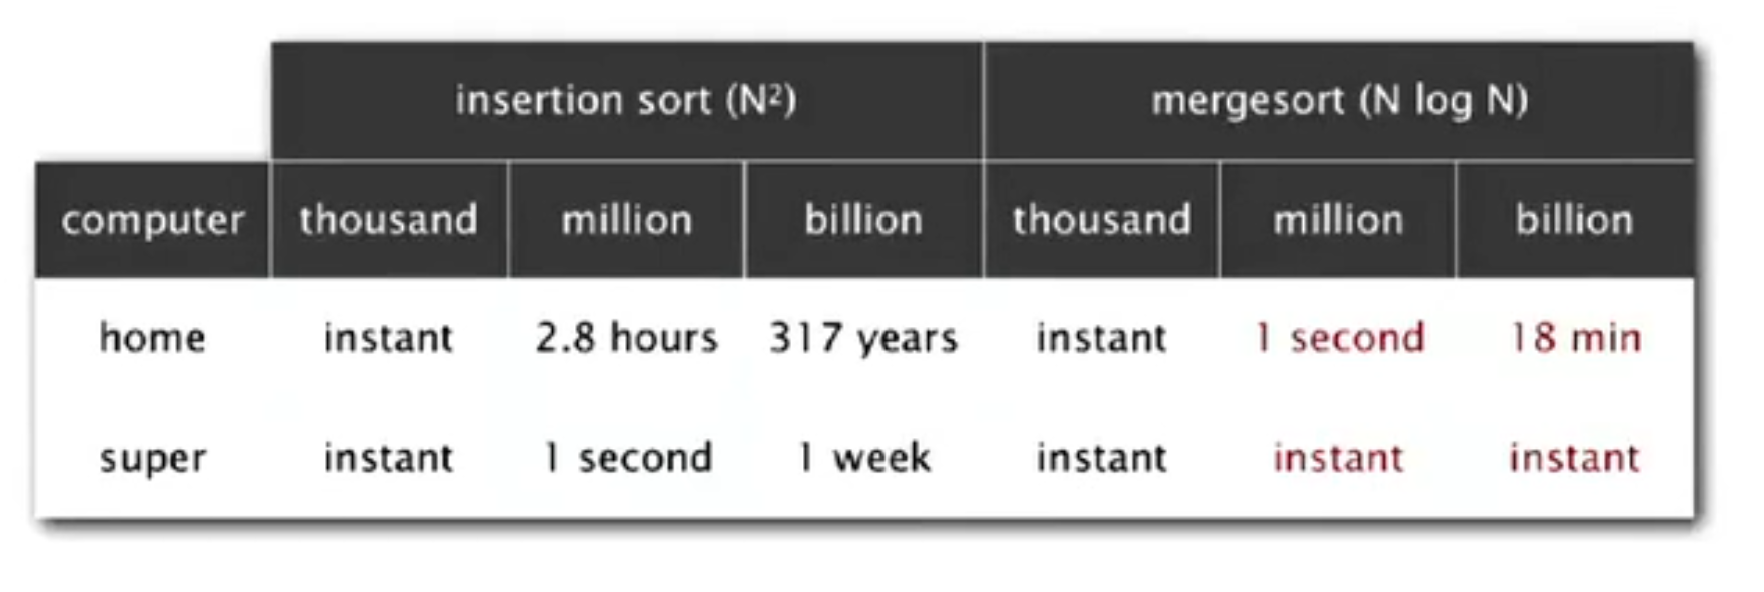 insertion sort (N²) mergesort (N log N)
computer thousand million billion thousand million billion
home instant 2.8 hours 317 years instant 1 second 18 min
super instant 1 second 1 week instant instant instant